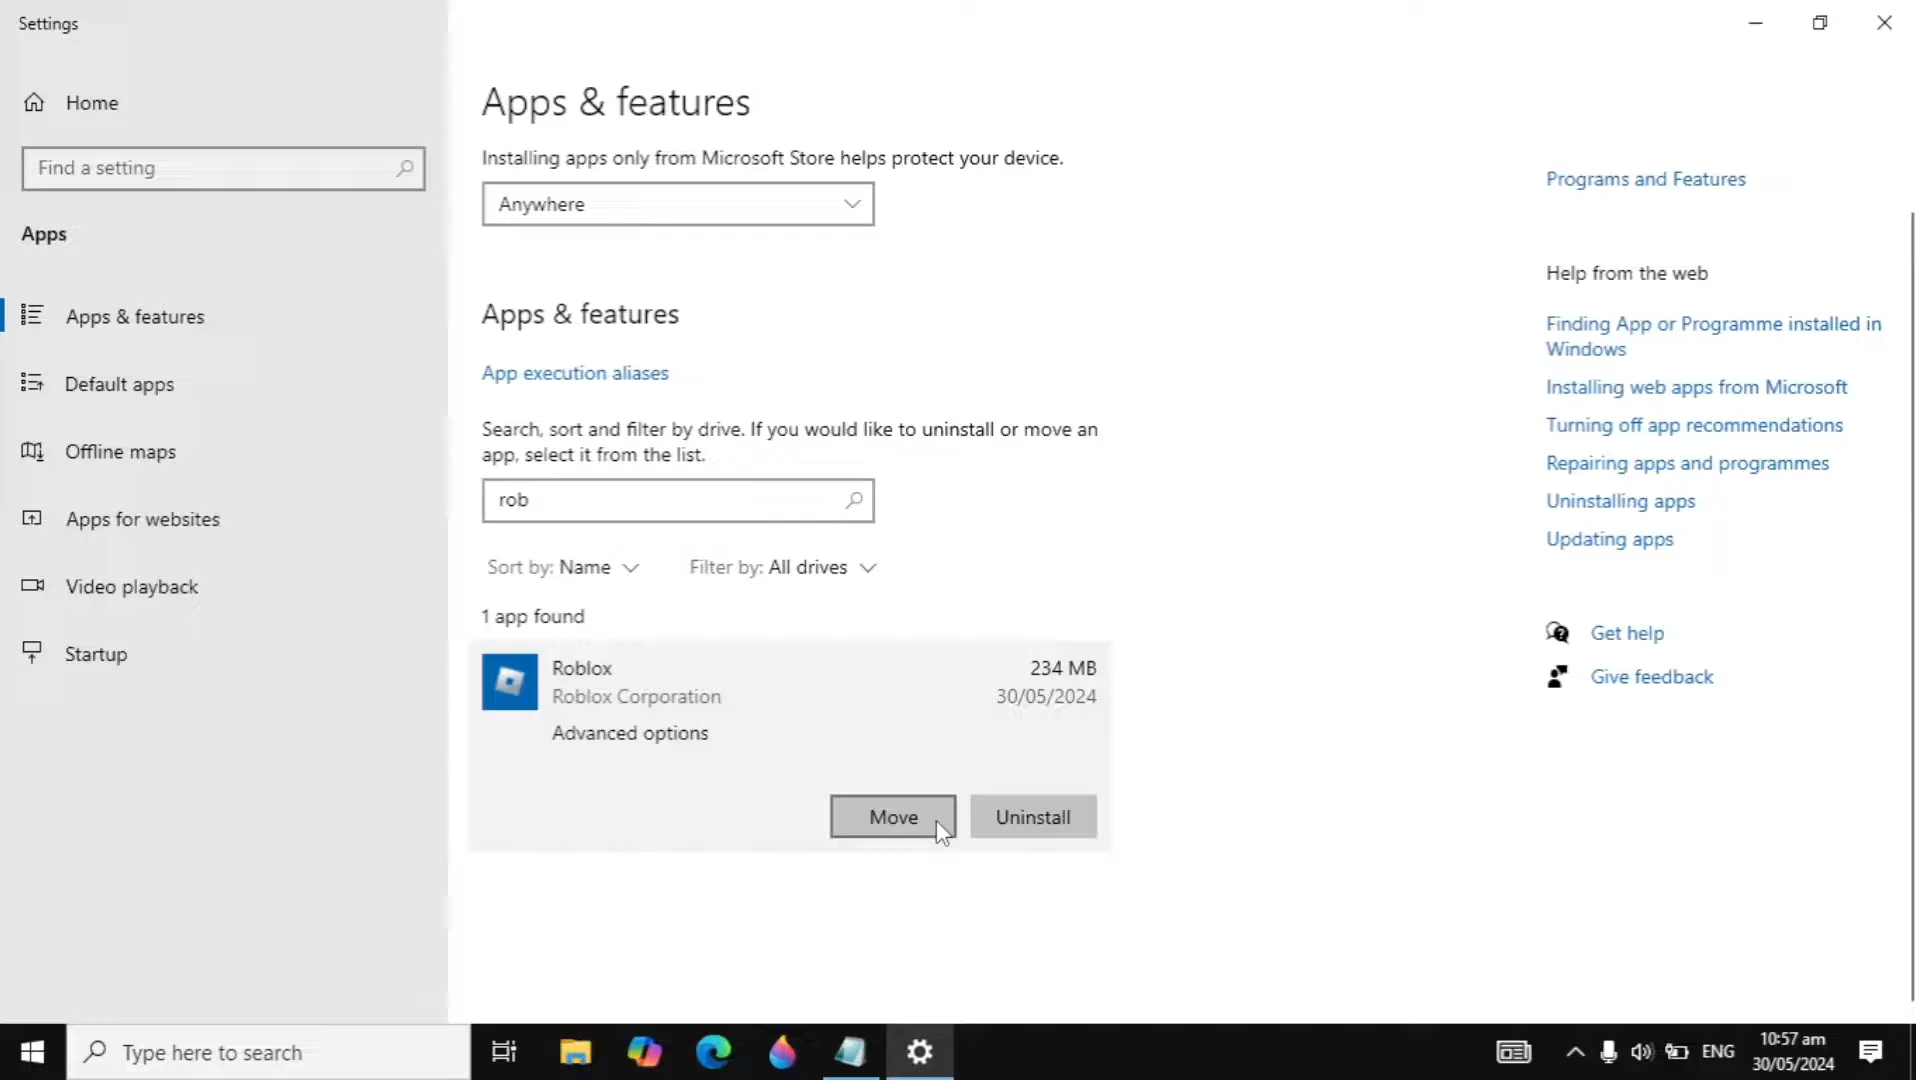 Settings
Home
Find a setting
Apps
Apps & features
Default apps
Offline maps
Apps for websites
Video playback
Startup
Apps & features
Installing apps only from Microsoft Store helps protect your device.
Anywhere
Apps & features
App execution aliases
Search, sort and filter by drive. If you would like to uninstall or move an
app, select it from the list.
rob
Sort by: Name
Filter by: All drives
1 app found
Roblox
234 MB
Roblox Corporation
30/05/2024
Advanced options
Move
Uninstall
Programs and Features
Help from the web
Finding App or Programme installed in
Windows
Installing web apps from Microsoft
Turning off app recommendations
Repairing apps and programmes
Uninstalling apps
Updating apps
Get help
Give feedback
Type here to search
ENG
10:57 am
30/05/2024